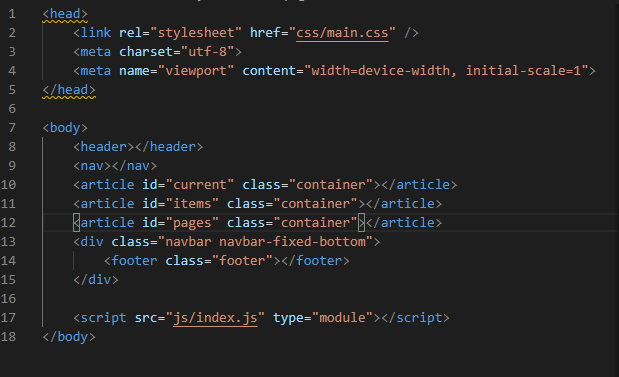 1 <head>
2     <link rel="stylesheet" href="css/main.css" />
3     <meta charset="utf-8">
4     <meta name="viewport" content="width=device-width, initial-scale=1">
5 </head>
6
7 <body>
8     <header></header>
9     <nav></nav>
10     <article id="current" class="container"></article>
11     <article id="items" class="container"></article>
12     <article id="pages" class="container"></article>
13     <div class="navbar navbar-fixed-bottom">
14         <footer class="footer"></footer>
15     </div>
16
17     <script src="js/index.js" type="module"></script>
18 </body>